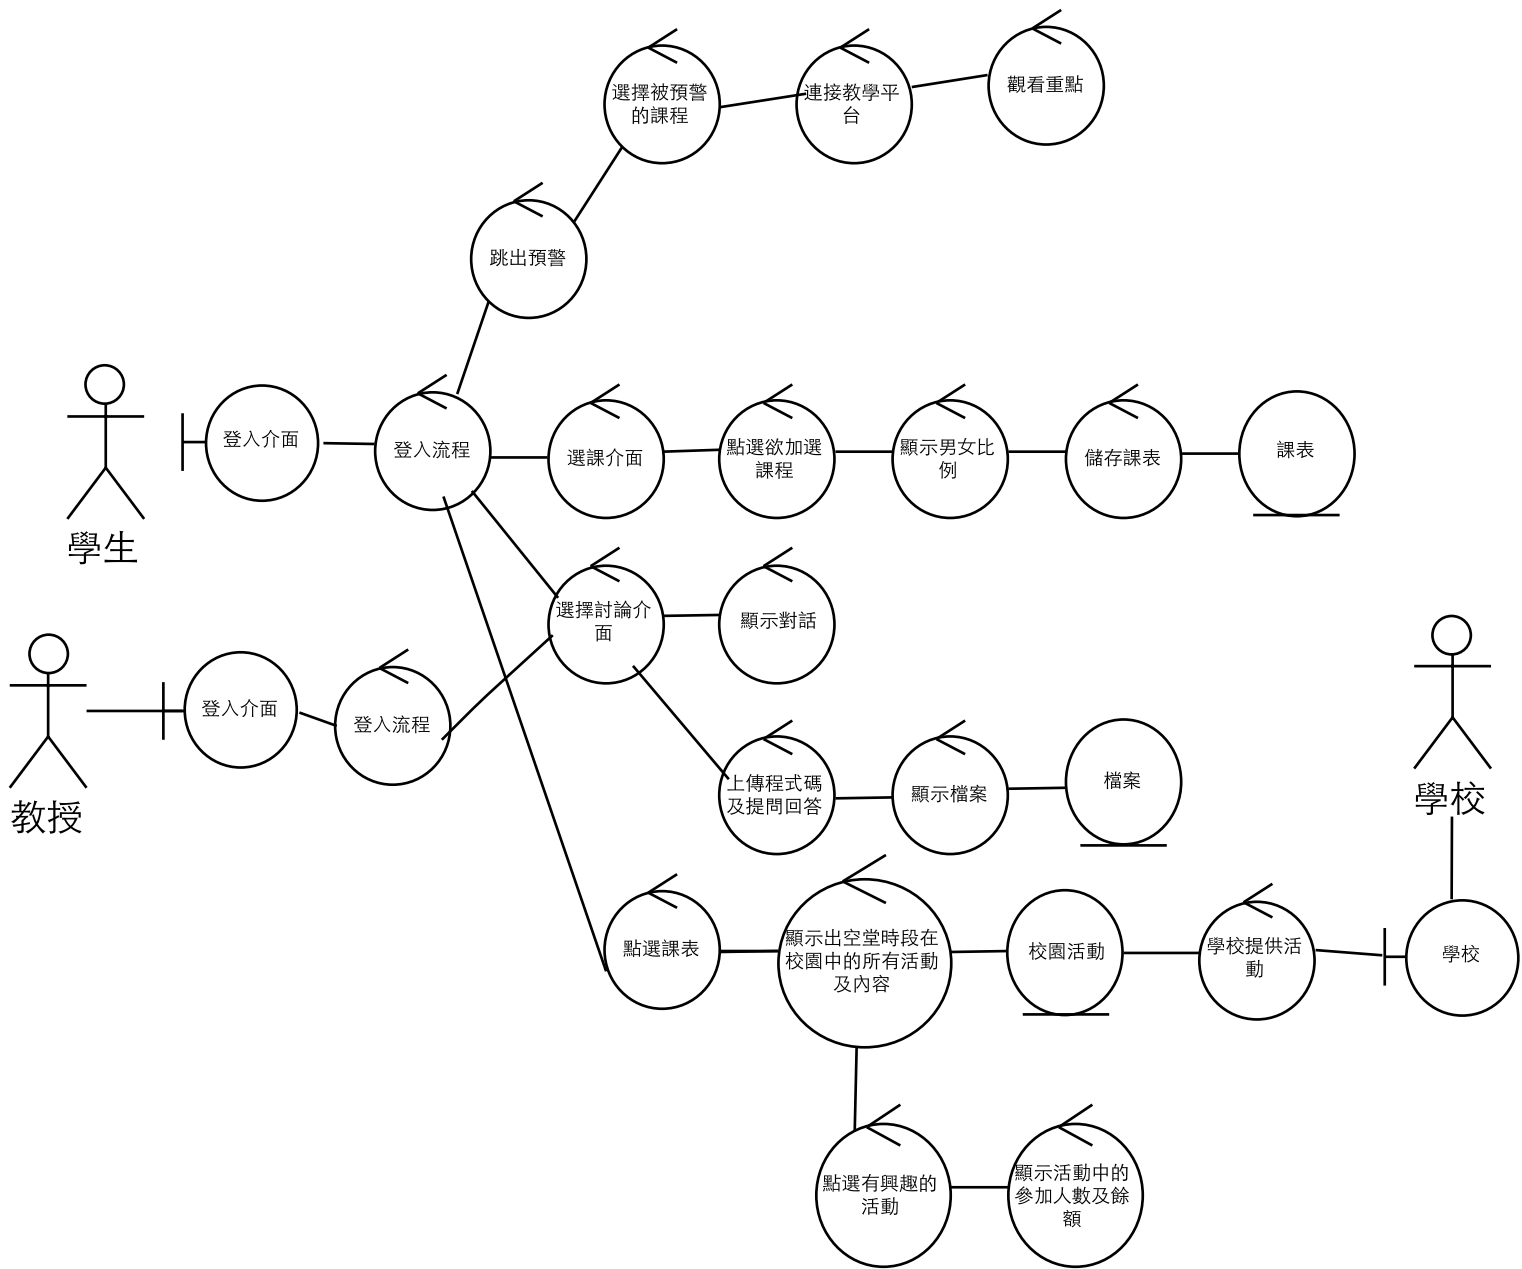 選擇被預警
的課程
連接教學平
台
觀看重點
跳出預警
學生
登入介面
登入流程
選課介面
點選欲加選
課程
顯示男女比
例
儲存課表
課表
選擇討論介
面
顯示對話
教授
登入介面
登入流程
上傳程式碼
及提問回答
顯示檔案
檔案
學校
點選課表
顯示出空堂時段在
校園中的所有活動
及內容
校園活動
學校提供活
動
學校
點選有興趣的
活動
顯示活動中的
參加人數及餘
額